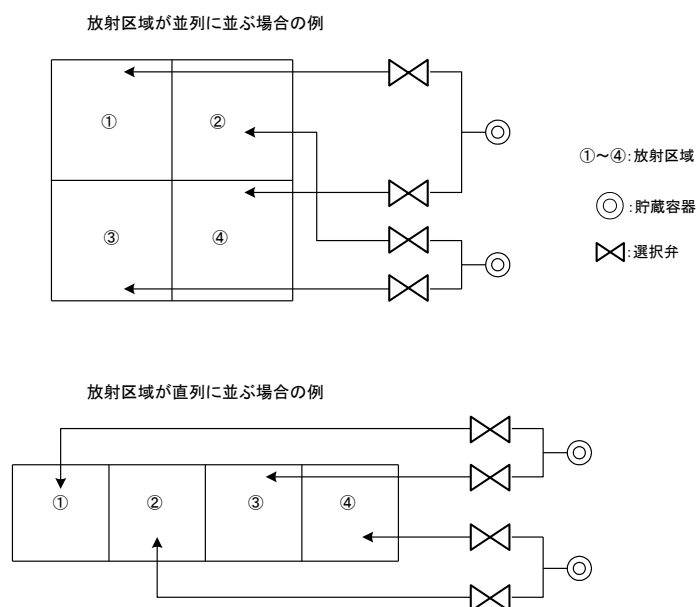 放射区域が並列に並ぶ場合の例
①
②
③
④
①~④:放射区域
:貯蔵容器
:選択弁
放射区域が直列に並ぶ場合の例
①
②
③
④